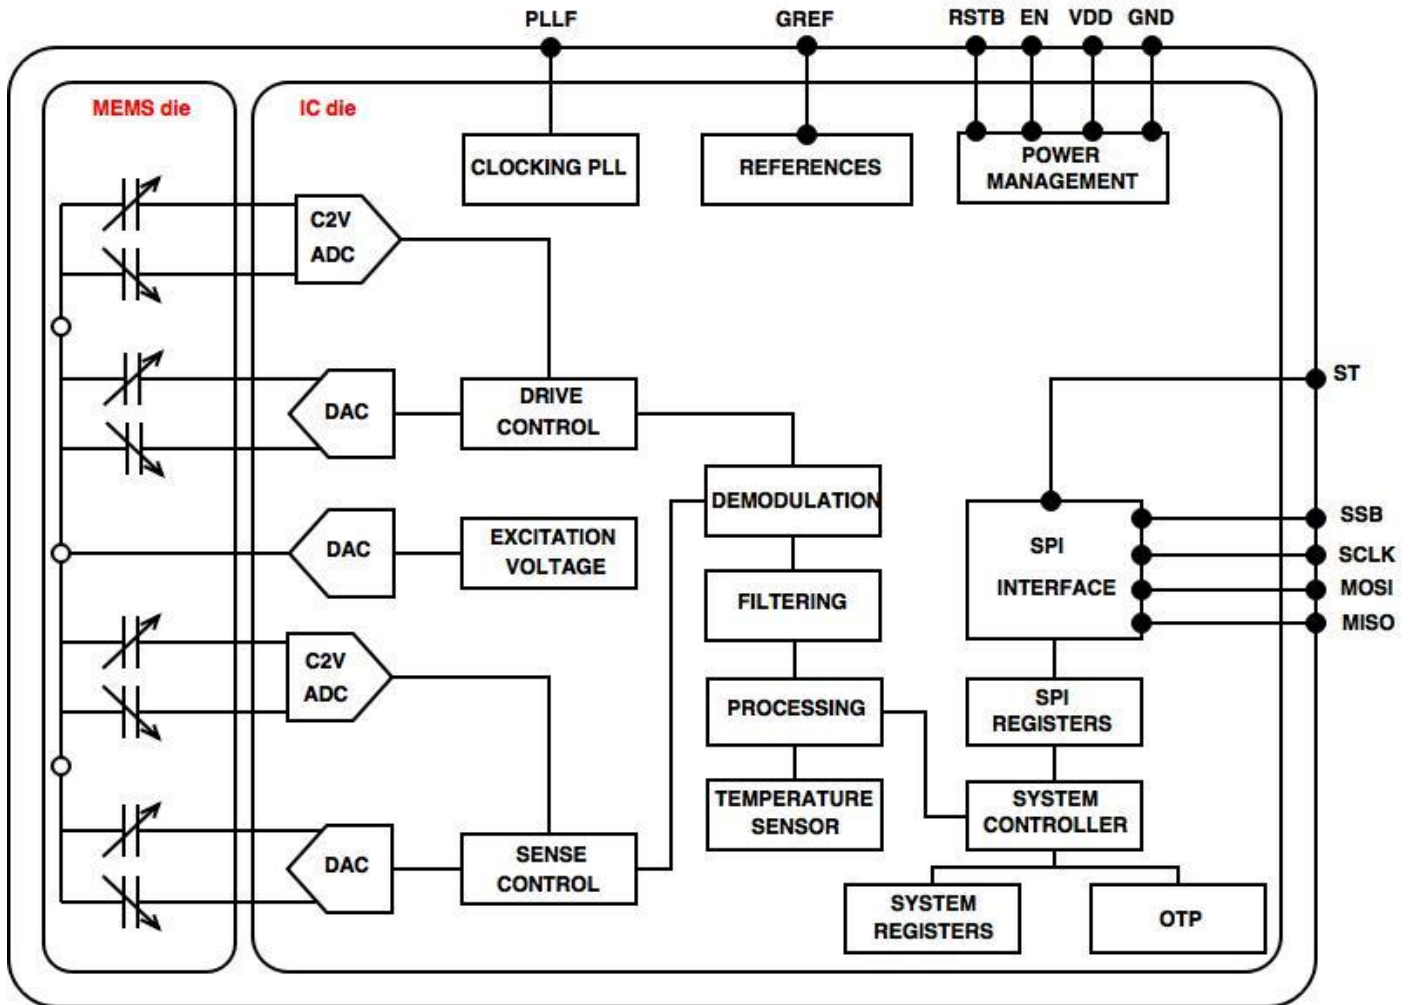 PLLF
GREF
RSTB EN VDD GND
MEMS die
IC die
CLOCKING PLL
REFERENCES
POWER
MANAGEMENT
C2V
ADC
ST
DAC
DRIVE
CONTROL
DEMODULATION
SPI
INTERFACE
SSB
SCLK
MOSI
MISO
DAC
EXCITATION
VOLTAGE
FILTERING
C2V
ADC
PROCESSING
SPI
REGISTERS
TEMPERATURE
SENSOR
SYSTEM
CONTROLLER
DAC
SENSE
CONTROL
SYSTEM
REGISTERS
OTP